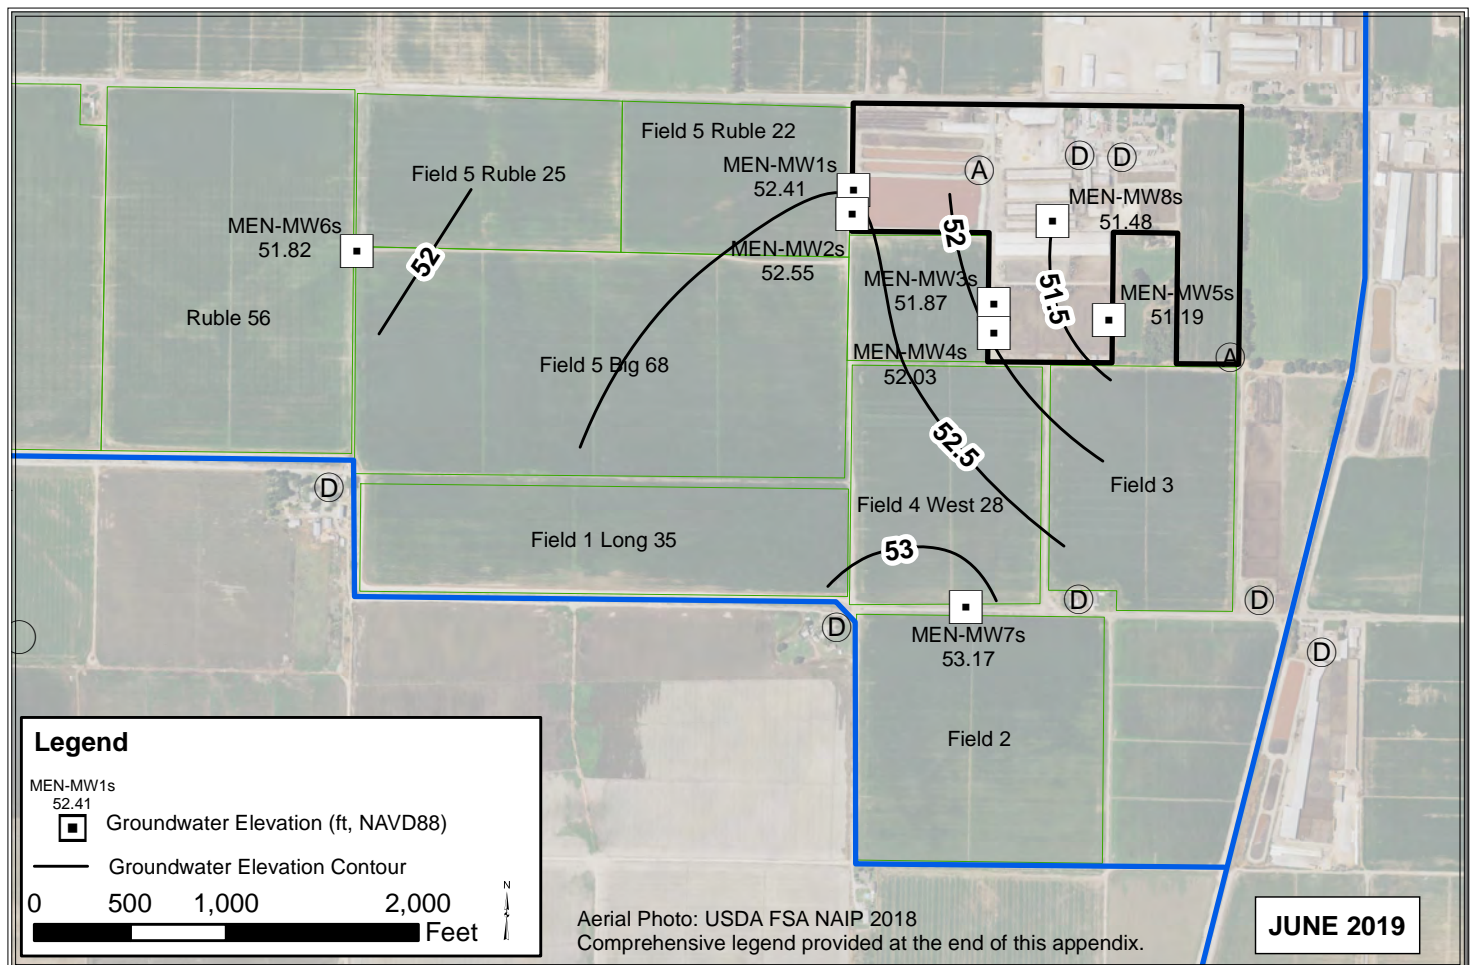 Field 5 Ruble 22
Field 5 Ruble 25
MEN-MW1s
52.41
A
D
D
MEN-MW8s
51.48
MEN-MW6s
51.82
52
MEN-MW2s
52.55
52
MEN-MW3s
51.87
51.5
MEN-MW5s
51.19
Ruble 56
Field 5 Big 68
MEN-MW4s
52.03
A
52.5
D
Field 4 West 28
Field 3
Field 1 Long 35
53
D
D
D
MEN-MW7s
53.17
D
Field 2
Legend
MEN-MW1s
52.41
Groundwater Elevation (ft, NAVD88)
Groundwater Elevation Contour
0 500 1,000 2,000
Feet
N
Aerial Photo: USDA FSA NAIP 2018
Comprehensive legend provided at the end of this appendix.
JUNE 2019